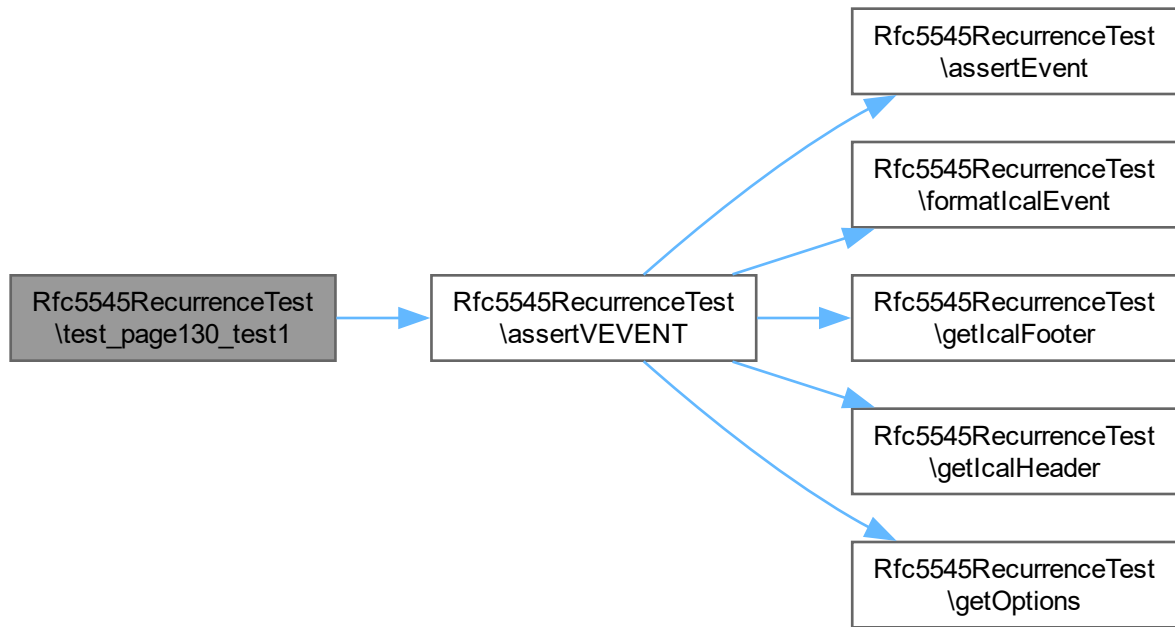 Rfc5545RecurrenceTest
\test_page130_test1
Rfc5545RecurrenceTest
\assertVEVENT
Rfc5545RecurrenceTest
\assertEvent
Rfc5545RecurrenceTest
\formatIcalEvent
Rfc5545RecurrenceTest
\getIcalFooter
Rfc5545RecurrenceTest
\getIcalHeader
Rfc5545RecurrenceTest
\getOptions